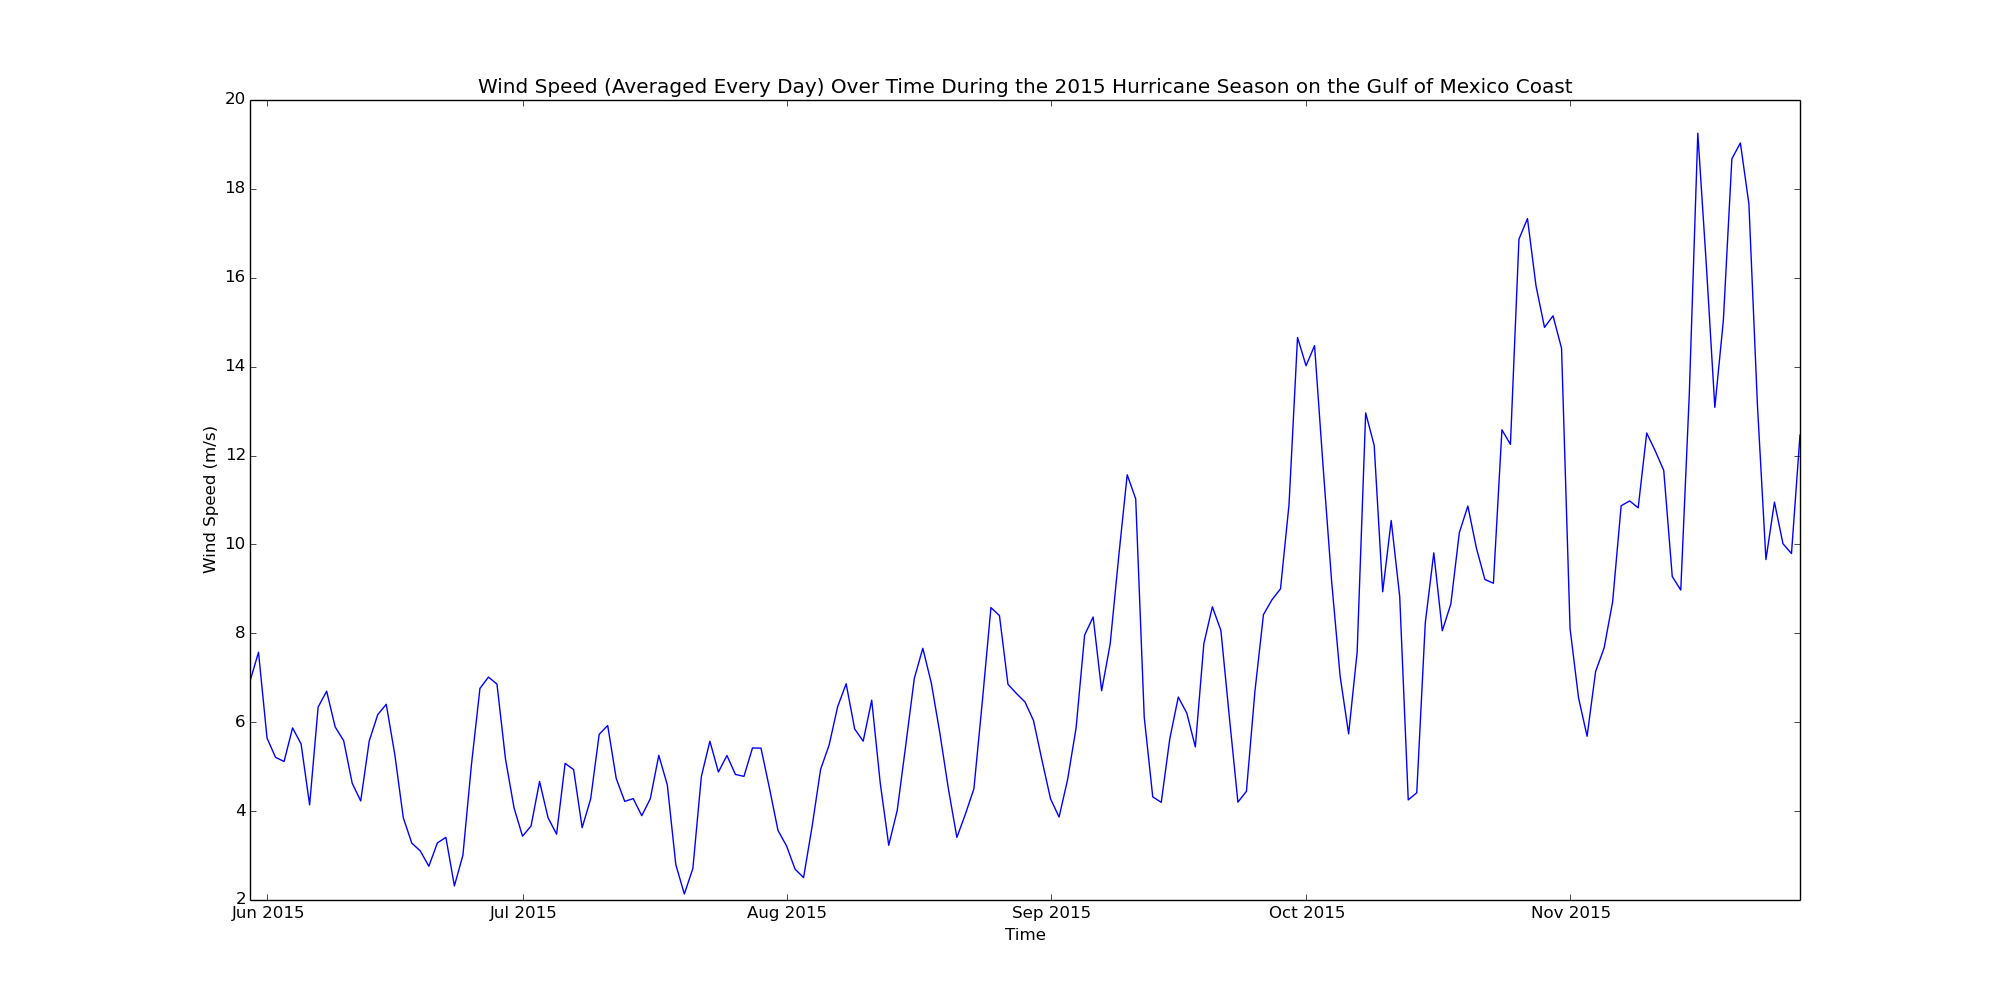 Wind Speed (Averaged Every Day) Over Time During the 2015 Hurricane Season on the Gulf of Mexico Coast
20
18
16
14
12
10
8
6
4
2
Wind Speed (m/s)
Jun 2015 Jul 2015 Aug 2015 Sep 2015 Oct 2015 Nov 2015
Time